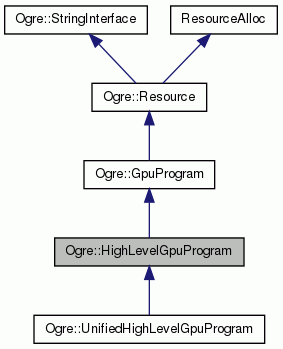 Ogre::StringInterface
ResourceAlloc
Ogre::Resource
Ogre::GpuProgram
Ogre::HighLevelGpuProgram
Ogre::UnifiedHighLevelGpuProgram